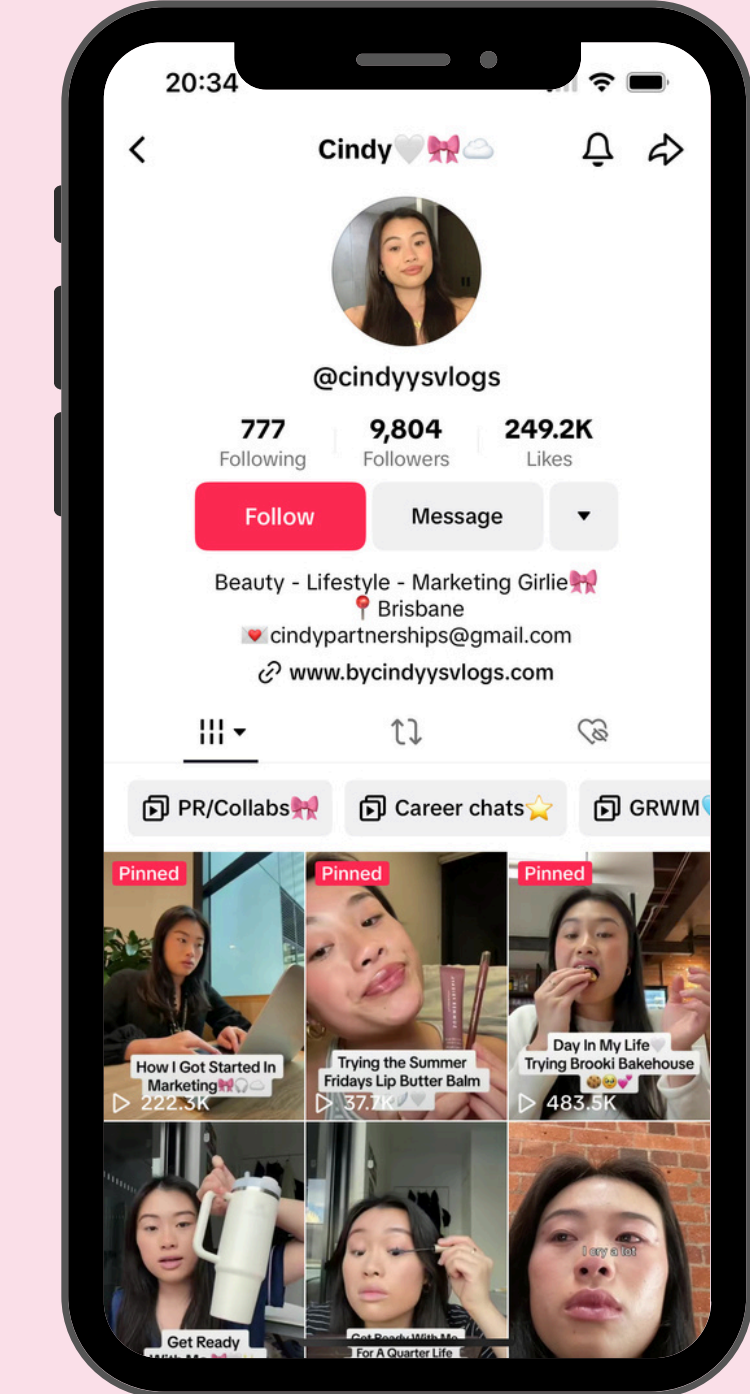 20:34
Cindy🤍🎀☁️
@cindyysvlogs
777 9,804 249.2K
Following Followers Likes
Follow Message
Beauty - Lifestyle - Marketing Girlie🎀
📍Brisbane
💌cindypartnerships@gmail.com
www.bycindyysvlogs.com
PR/Collabs🎀 Career chats⭐ GRWM
Pinned
How I Got Started In
Marketing🎀🎧☁️
222.3K
Pinned
Trying the Summer
Fridays Lip Butter Balm
37.7K
Pinned
Day In My Life🤍
Trying Brooki Bakehouse
🍪🥹💕
483.5K
Get Ready
With Me
Get Ready With Me
For A Quarter Life
I cry a lot